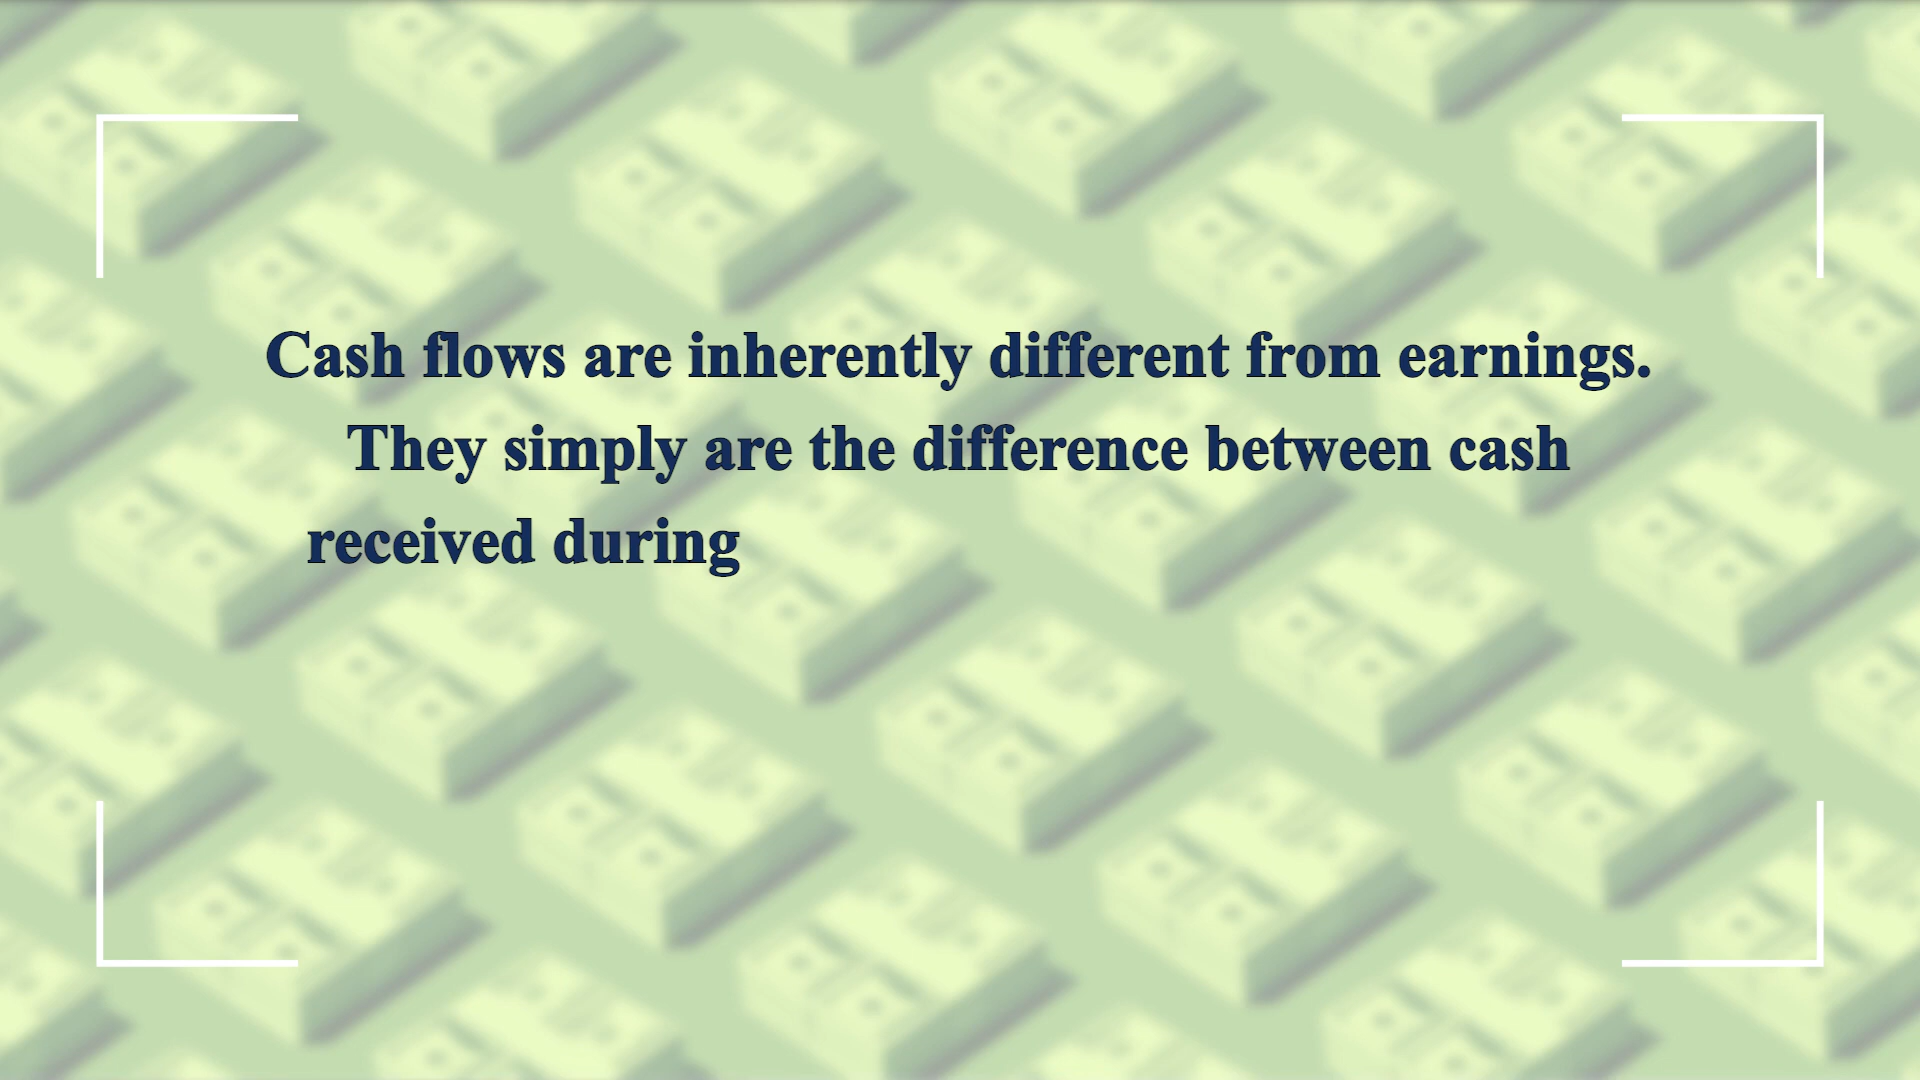 Cash flows are inherently different from earnings.
They simply are the difference between cash
received during